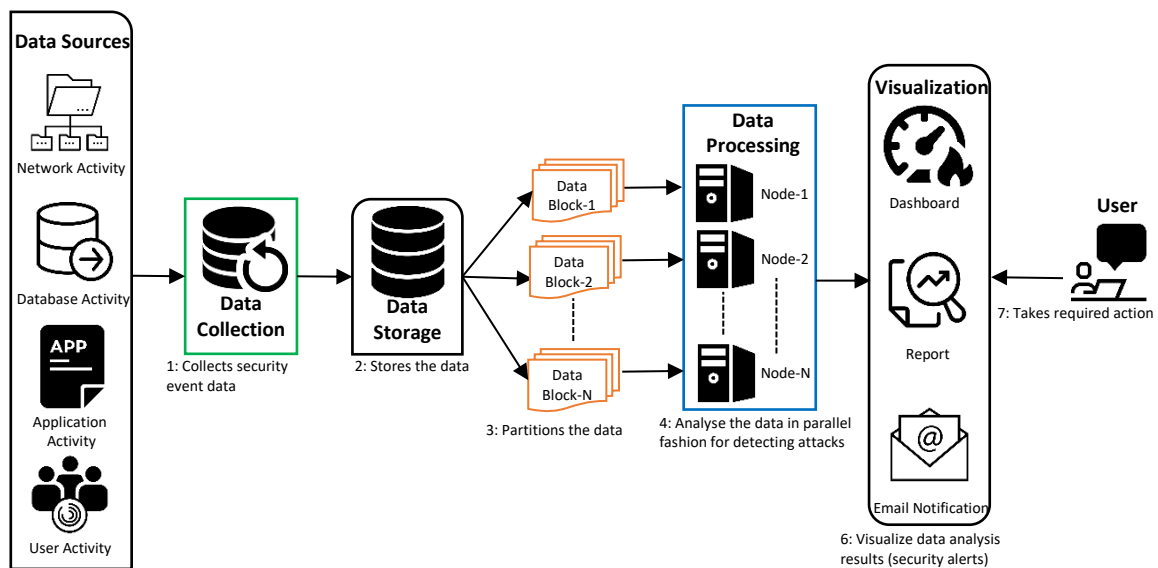 Data Sources
Network Activity
Database Activity
APP
Application
Activity
User Activity
Data
Collection
1: Collects security
event data
Data
Storage
2: Stores the data
Data
Block-1
Data
Block-2
Data
Block-N
3: Partitions the data
Data
Processing
Node-1
Node-2
Node-N
4: Analyse the data in parallel
fashion for detecting attacks
Visualization
Dashboard
Report
@
Email Notification
6: Visualize data analysis
results (security alerts)
User
7: Takes required action